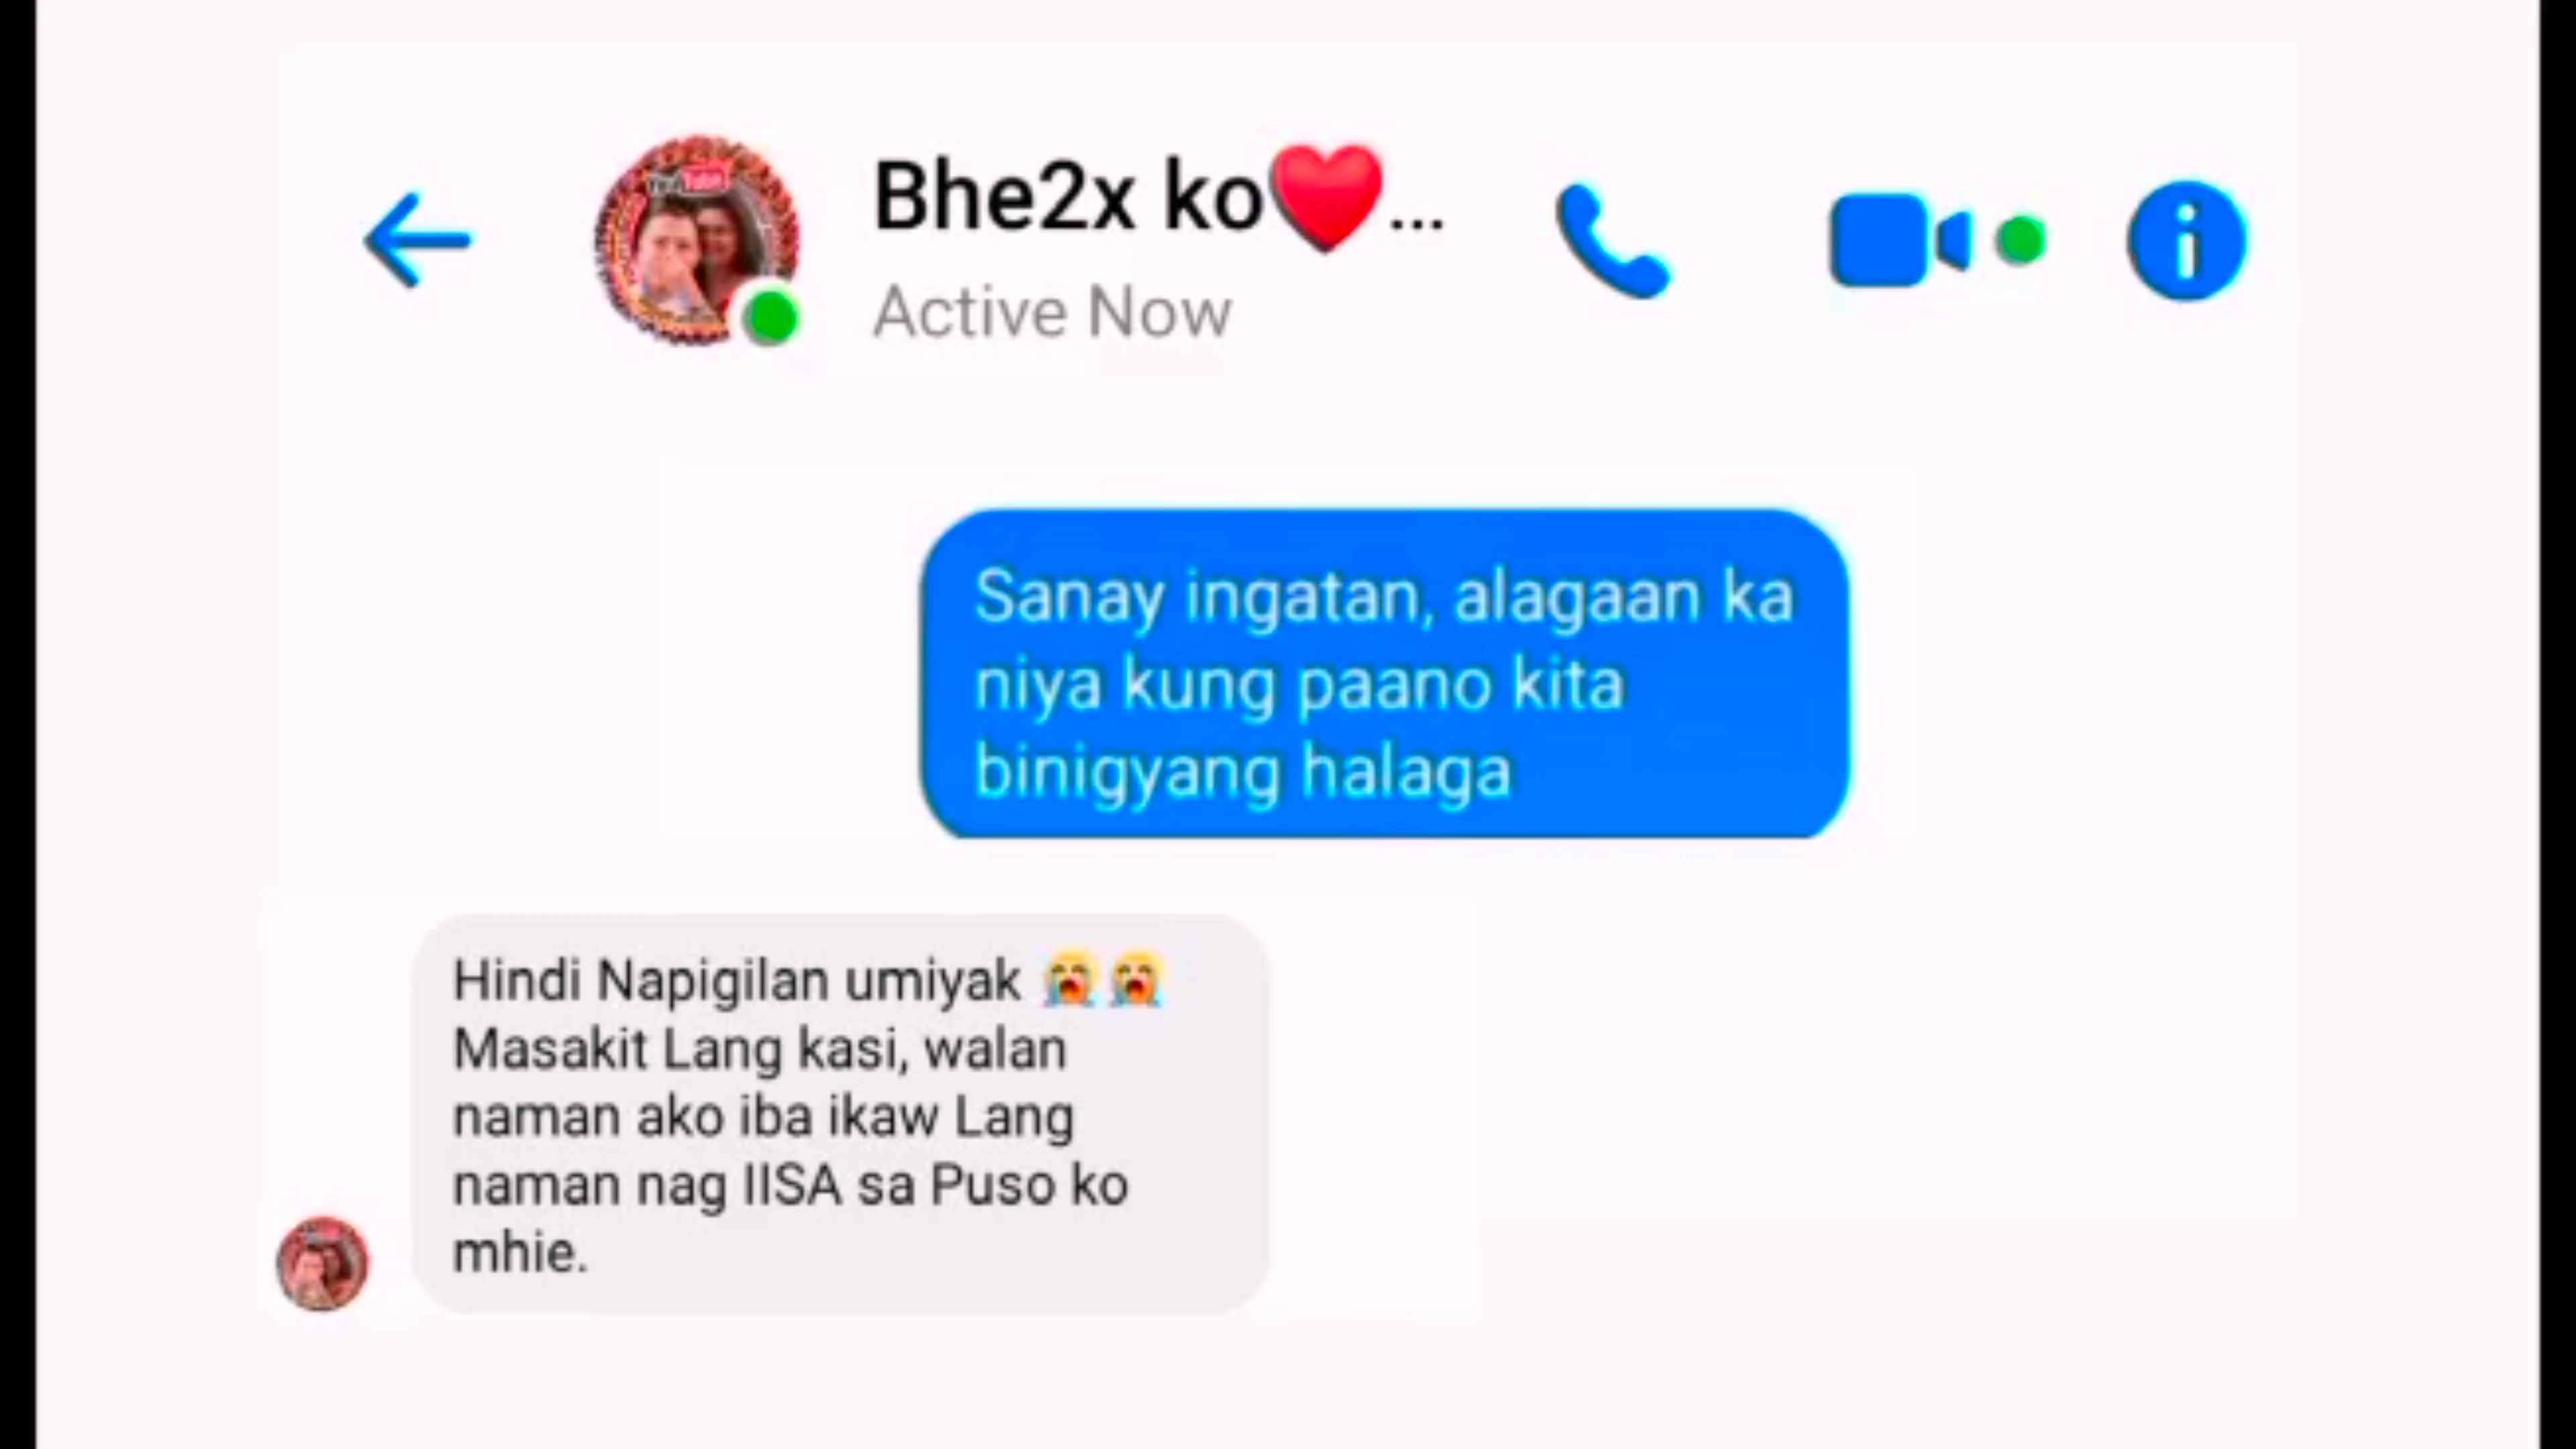 Bhe2x ko❤️...
Active Now
Sanay ingatan, alagaan ka
niya kung paano kita
binigyang halaga
Hindi Napigilan umiyak 😭😭
Masakit Lang kasi, walan
naman ako iba ikaw Lang
naman nag IISA sa Puso ko
mhie.